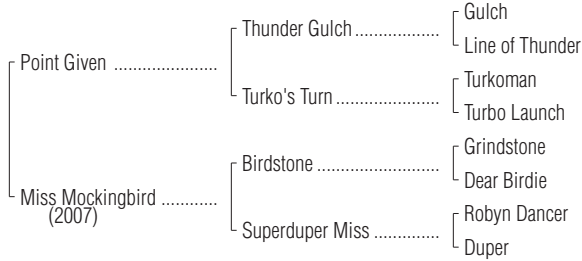 Gulch
Thunder Gulch ..................
Line of Thunder
Point Given ......................
Turkoman
Turko's Turn ......................
Turbo Launch
Grindstone
Birdstone ..........................
Dear Birdie
Miss Mockingbird ............
(2007)
Robyn Dancer
Superduper Miss ..............
Duper